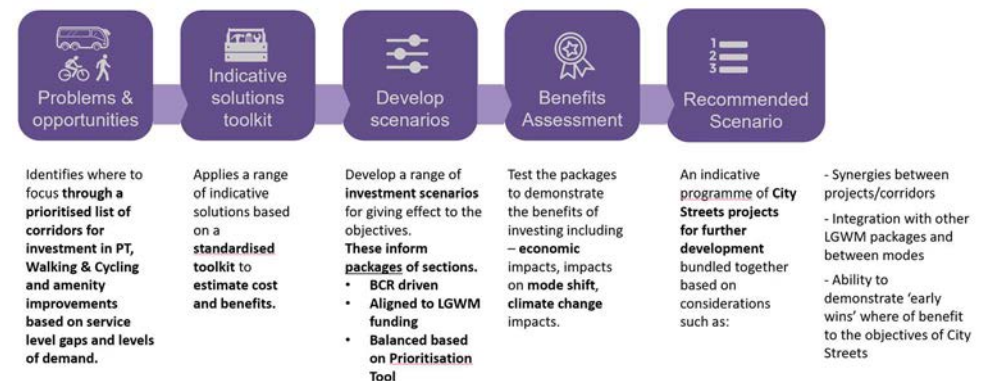 Problems &
opportunities
Indicative
solutions
toolkit
Develop
scenarios
Benefits
Assessment
1
2
3
Recommended
Scenario
Identifies where to
focus through a
prioritised list of
corridors for
investment in PT,
Walking & Cycling
and amenity
improvements
based on service
level gaps and levels
of demand.
Applies a range
of indicative
solutions based
on a
standardised
toolkit to
estimate cost
and benefits.
Develop a range of
investment scenarios
for giving effect to the
objectives.
These inform
packages of sections.
• BCR driven
• Aligned to LGWM
funding
• Balanced based
on Prioritisation
Tool
Test the packages
to demonstrate
the benefits of
investing including
– economic
impacts, impacts
on mode shift,
climate change
impacts.
An indicative
programme of City
Streets projects
for further
development
bundled together
based on
considerations
such as:
- Synergies between
projects/corridors
- Integration with other
LGWM packages and
between modes
- Ability to
demonstrate ‘early
wins’ where of benefit
to the objectives of City
Streets